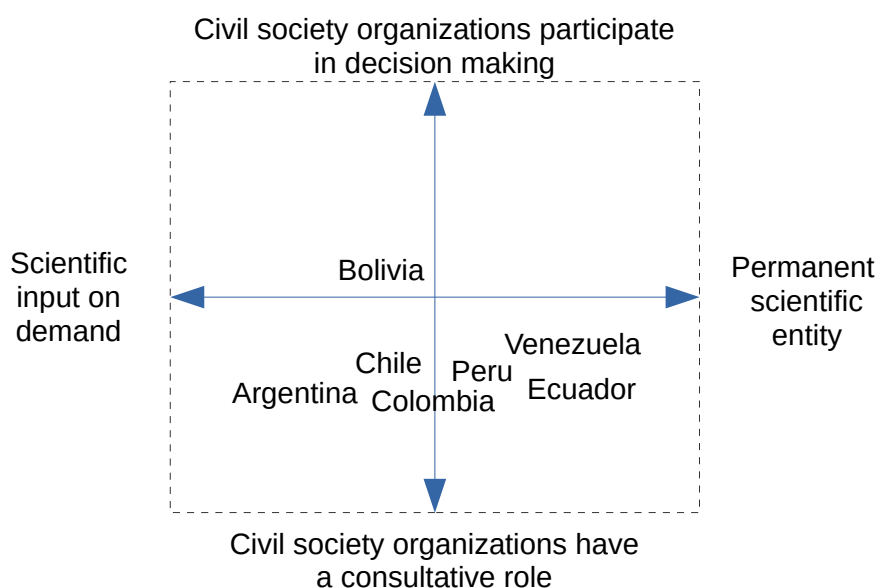 Civil society organizations participate
in decision making
Scientific
input on
demand
Bolivia
Permanent
scientific
entity
Venezuela
Chile
Peru
Argentina
Colombia
Ecuador
Civil society organizations have
a consultative role